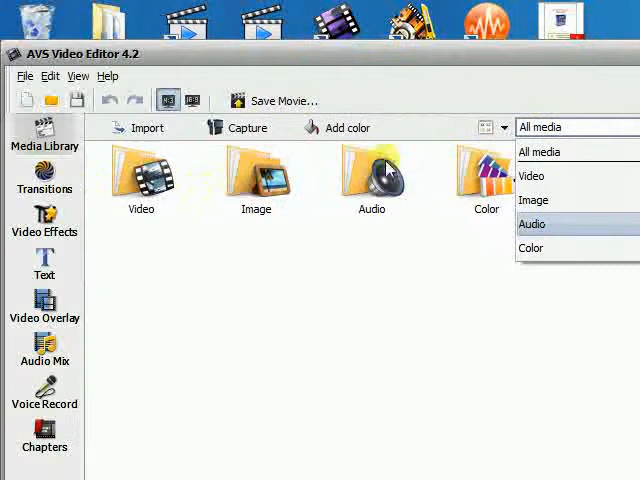 AVS Video Editor 4.2
File Edit View Help
Save Movie...
Import Capture Add color All media
Media Library
Transitions
Video Effects
Text
Video Overlay
Audio Mix
Voice Record
Chapters
Video Image Audio Color
All media
Video
Image
Audio
Color